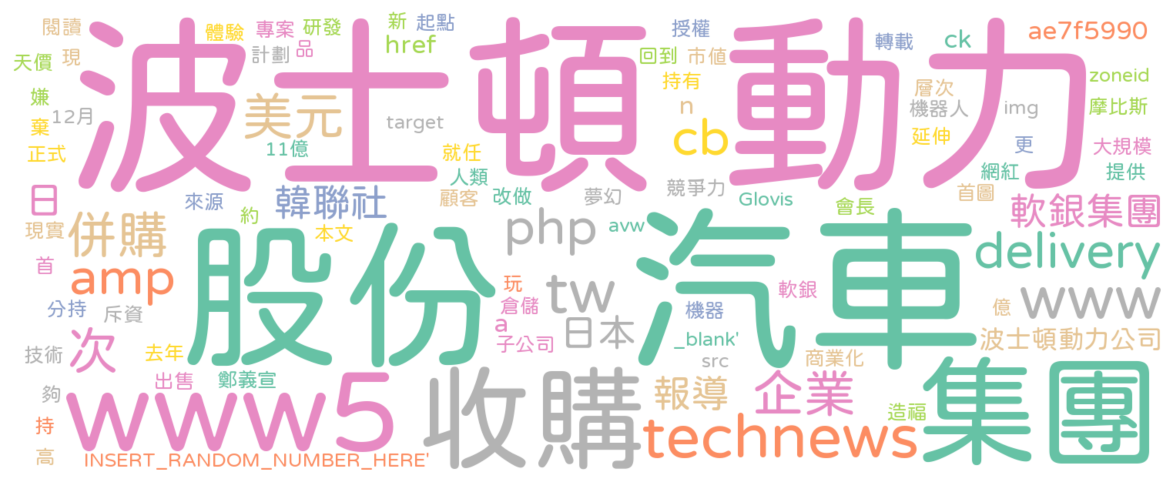 閱讀 現 體驗 專案 研發 新 起點 授權 轉載 ck ae7f5990
天價 計劃 品 href 回到 市值 zoneid
波士頓動力
嫌 12月 美元 target 持有 n cb 層次 機器人 img 摩比斯
棄 正式 11億 就任 延伸 更 大規模
人類 網紅 提供
日 來源 韓聯社 顧客 改做 夢幻 競爭力 Glovis 會長 首圖 軟銀集團
現實 併購 約 本文 php avw delivery
首 amp 股份 汽車
分持 斥資 玩 倉儲 tw 軟銀 億 www
a 子公司 日本 機器 _blank' 波士頓動力公司
技術 次 去年 src 商業化
夠 出售 鄭義宣 收購 報導 企業 集團
持 www5 technews 造福
高 INSERT_RANDOM_NUMBER_HERE'